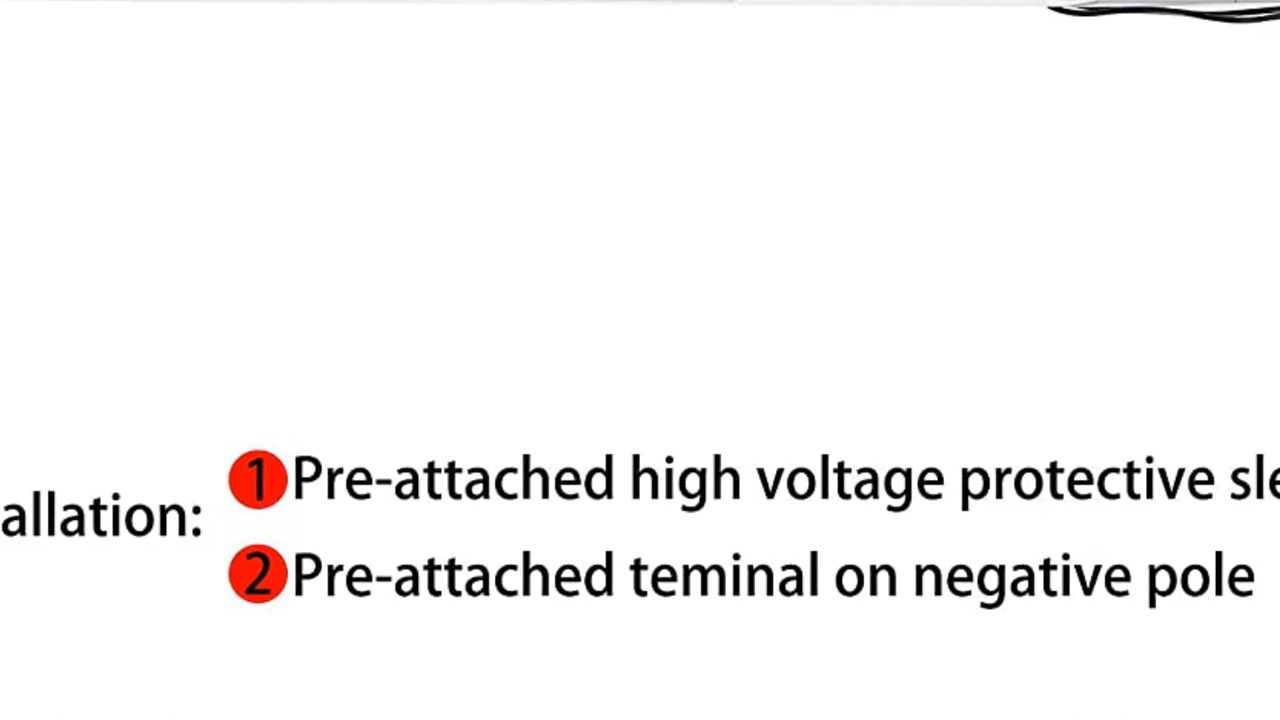 allation:
1 Pre-attached high voltage protective sle
2 Pre-attached teminal on negative pole